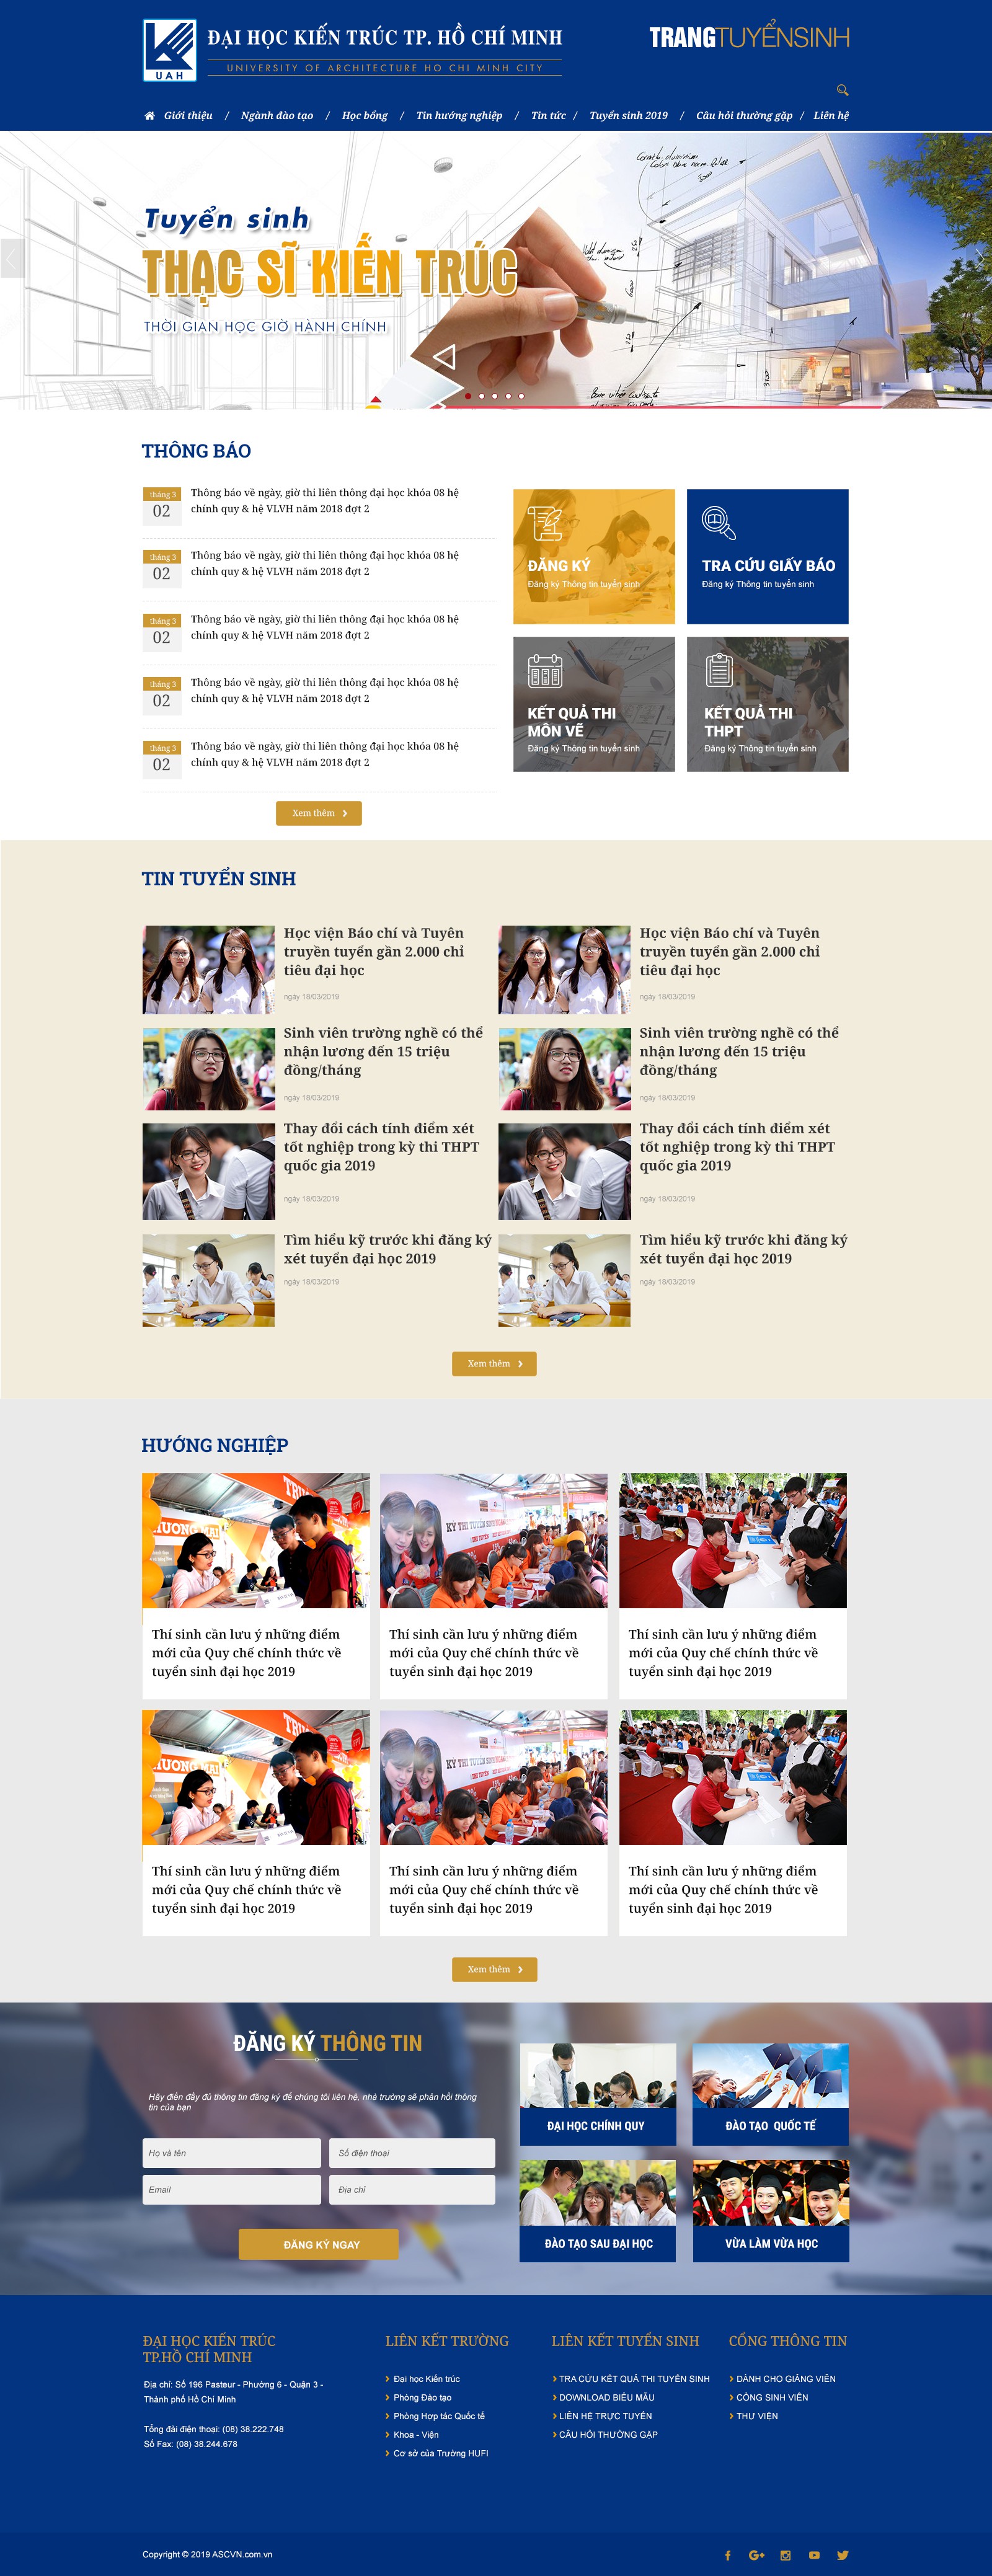 ĐẠI HỌC KIẾN TRÚC TP. HỒ CHÍ MINH
UNIVERSITY OF ARCHITECTURE HO CHI MINH CITY
UAH
TRANGTUYỂNSINH
Giới thiệu / Ngành đào tạo / Học bổng / Tin hướng nghiệp / Tin tức / Tuyển sinh 2019 / Câu hỏi thường gặp / Liên hệ
Tuyển sinh
THẠC SĨ KIẾN TRÚC
THỜI GIAN HỌC GIỜ HÀNH CHÍNH
THÔNG BÁO
tháng 3
02
Thông báo về ngày, giờ thi liên thông đại học khóa 08 hệ
chính quy & hệ VLVH năm 2018 đợt 2
tháng 3
02
Thông báo về ngày, giờ thi liên thông đại học khóa 08 hệ
chính quy & hệ VLVH năm 2018 đợt 2
tháng 3
02
Thông báo về ngày, giờ thi liên thông đại học khóa 08 hệ
chính quy & hệ VLVH năm 2018 đợt 2
tháng 3
02
Thông báo về ngày, giờ thi liên thông đại học khóa 08 hệ
chính quy & hệ VLVH năm 2018 đợt 2
tháng 3
02
Thông báo về ngày, giờ thi liên thông đại học khóa 08 hệ
chính quy & hệ VLVH năm 2018 đợt 2
Xem thêm
ĐĂNG KÝ
Đăng ký Thông tin tuyển sinh
TRA CỨU GIẤY BÁO
Đăng ký Thông tin tuyển sinh
KẾT QUẢ THI
MÔN VẼ
Đăng ký Thông tin tuyển sinh
KẾT QUẢ THI
THPT
Đăng ký Thông tin tuyển sinh
TIN TUYỂN SINH
Học viện Báo chí và Tuyên
truyền tuyển gần 2.000 chỉ
tiêu đại học
ngày 18/03/2019
Học viện Báo chí và Tuyên
truyền tuyển gần 2.000 chỉ
tiêu đại học
ngày 18/03/2019
Sinh viên trường nghề có thể
nhận lương đến 15 triệu
đồng/tháng
ngày 18/03/2019
Sinh viên trường nghề có thể
nhận lương đến 15 triệu
đồng/tháng
ngày 18/03/2019
Thay đổi cách tính điểm xét
tốt nghiệp trong kỳ thi THPT
quốc gia 2019
ngày 18/03/2019
Thay đổi cách tính điểm xét
tốt nghiệp trong kỳ thi THPT
quốc gia 2019
ngày 18/03/2019
Tìm hiểu kỹ trước khi đăng ký
xét tuyển đại học 2019
ngày 18/03/2019
Tìm hiểu kỹ trước khi đăng ký
xét tuyển đại học 2019
ngày 18/03/2019
Xem thêm
HƯỚNG NGHIỆP
Thí sinh cần lưu ý những điểm
mới của Quy chế chính thức về
tuyển sinh đại học 2019
Thí sinh cần lưu ý những điểm
mới của Quy chế chính thức về
tuyển sinh đại học 2019
Thí sinh cần lưu ý những điểm
mới của Quy chế chính thức về
tuyển sinh đại học 2019
Thí sinh cần lưu ý những điểm
mới của Quy chế chính thức về
tuyển sinh đại học 2019
Thí sinh cần lưu ý những điểm
mới của Quy chế chính thức về
tuyển sinh đại học 2019
Thí sinh cần lưu ý những điểm
mới của Quy chế chính thức về
tuyển sinh đại học 2019
Xem thêm
ĐĂNG KÝ THÔNG TIN
Hãy điền đầy đủ thông tin đăng ký để chúng tôi liên hệ, nhà trường sẽ phản hồi thông
tin của bạn
Họ và tên
Số điện thoại
Email
Địa chỉ
ĐĂNG KÝ NGAY
ĐẠI HỌC CHÍNH QUY
ĐÀO TẠO QUỐC TẾ
ĐÀO TẠO SAU ĐẠI HỌC
VỪA LÀM VỪA HỌC
ĐẠI HỌC KIẾN TRÚC
TP.HỒ CHÍ MINH
Địa chỉ: Số 196 Pasteur - Phường 6 - Quận 3 -
Thành phố Hồ Chí Minh
Tổng đài điện thoại: (08) 38.222.748
Số Fax: (08) 38.244.678
LIÊN KẾT TRƯỜNG
Đại học Kiến trúc
Phòng Đào tạo
Phòng Hợp tác Quốc tế
Khoa - Viện
Cơ sở của Trường HUFI
LIÊN KẾT TUYỂN SINH
TRA CỨU KẾT QUẢ THI TUYỂN SINH
DOWNLOAD BIỂU MẪU
LIÊN HỆ TRỰC TUYẾN
CÂU HỎI THƯỜNG GẶP
CỔNG THÔNG TIN
DÀNH CHO GIẢNG VIÊN
CỔNG SINH VIÊN
THƯ VIỆN
Copyright © 2019 ASCVN.com.vn